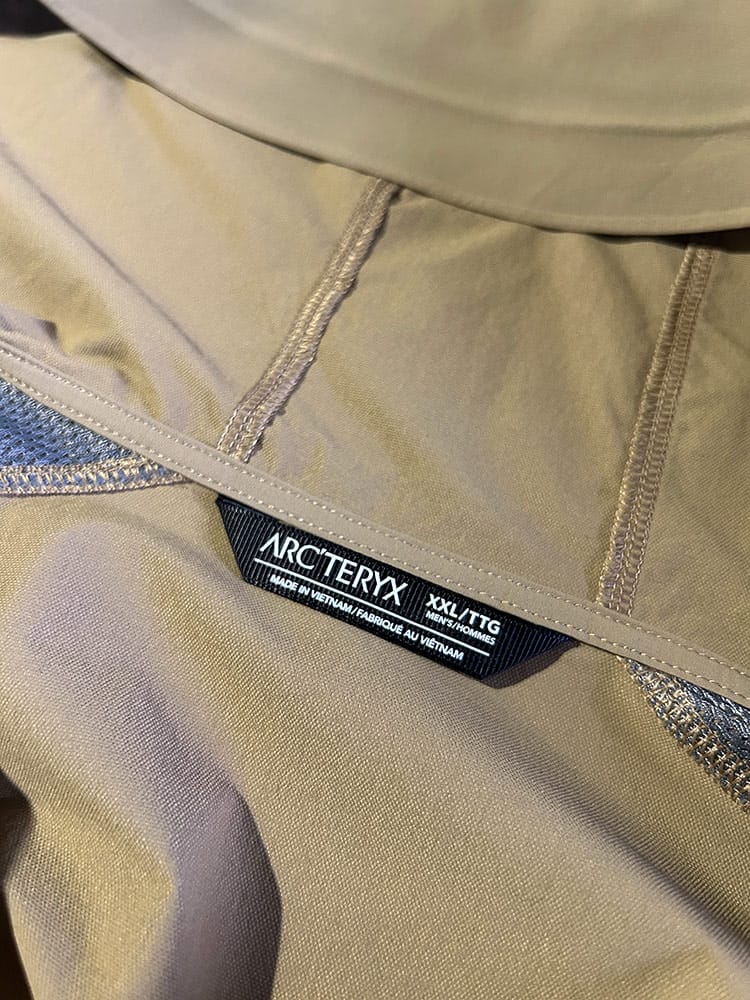 ARC'TERYX
XXL/TTG
MEN'S/HOMMES
MADE IN VIETNAM/FABRIQUÉ AU VIÊTNAM